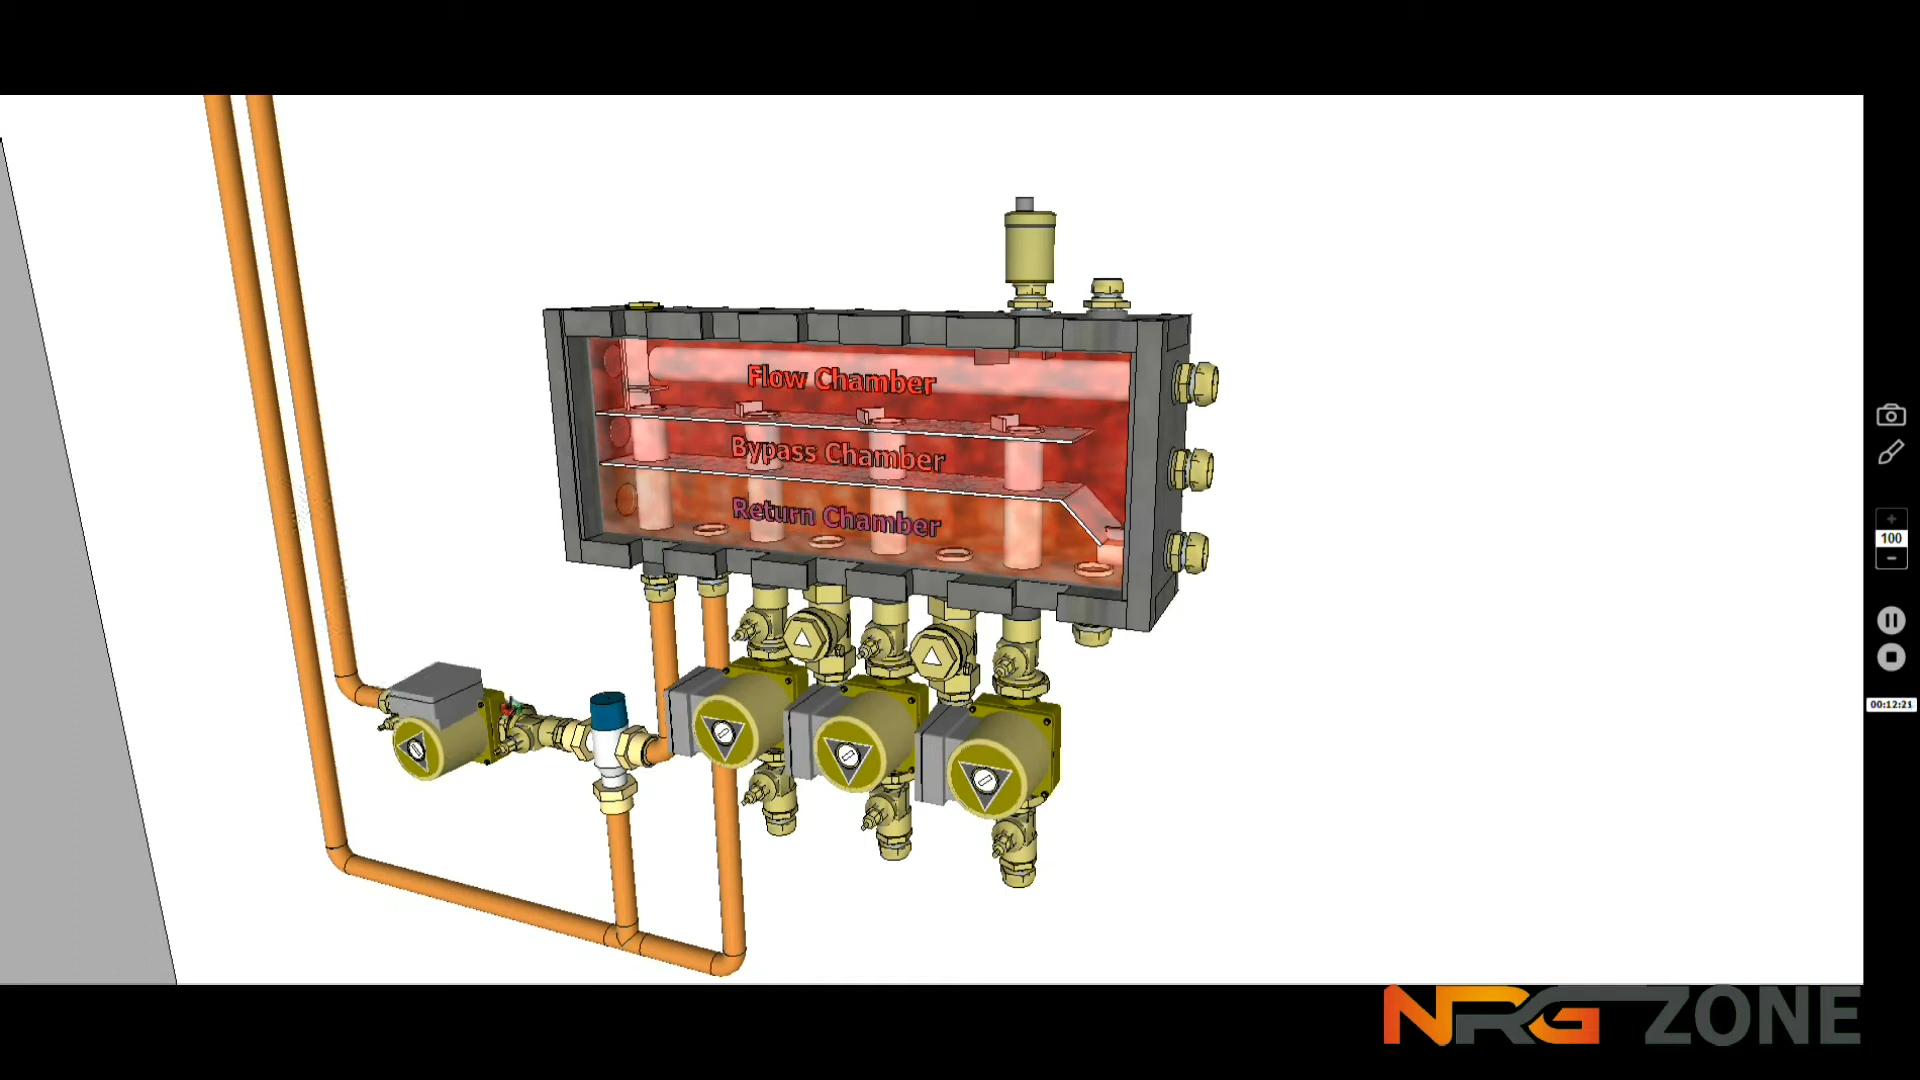 Flow Chamber
Bypass Chamber
Return Chamber
100
00:12:21
NRG ZONE